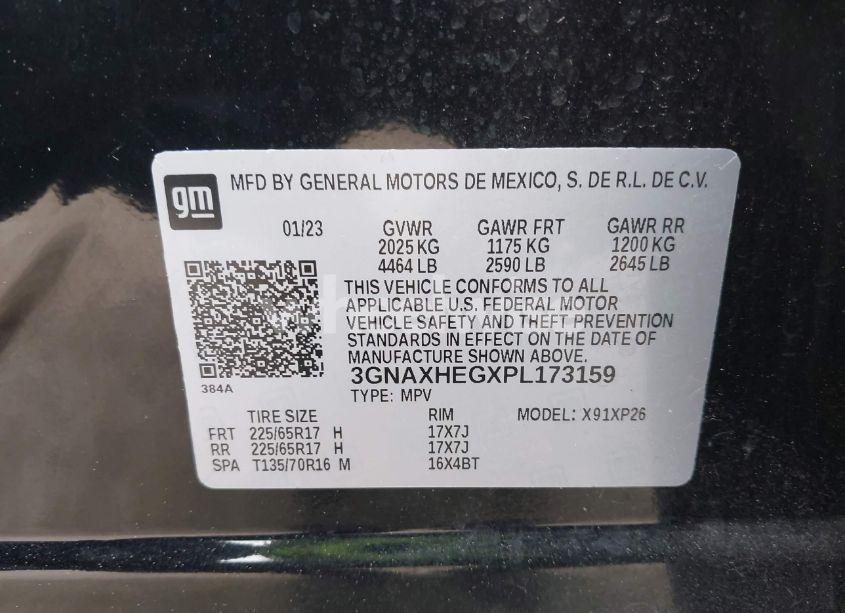 gm MFD BY GENERAL MOTORS DE MEXICO, S. DE R.L. DE C.V.
01/23 GVWR GAWR FRT GAWR RR
2025 KG 1175 KG 1200 KG
4464 LB 2590 LB 2645 LB
THIS VEHICLE CONFORMS TO ALL
APPLICABLE U.S. FEDERAL MOTOR
VEHICLE SAFETY AND THEFT PREVENTION
STANDARDS IN EFFECT ON THE DATE OF
MANUFACTURE SHOWN ABOVE.
3GNAXHEGXPL173159
384A TYPE: MPV
TIRE SIZE RIM MODEL: X91XP26
FRT 225/65R17 H 17X7J
RR 225/65R17 H 17X7J
SPA T135/70R16 M 16X4BT